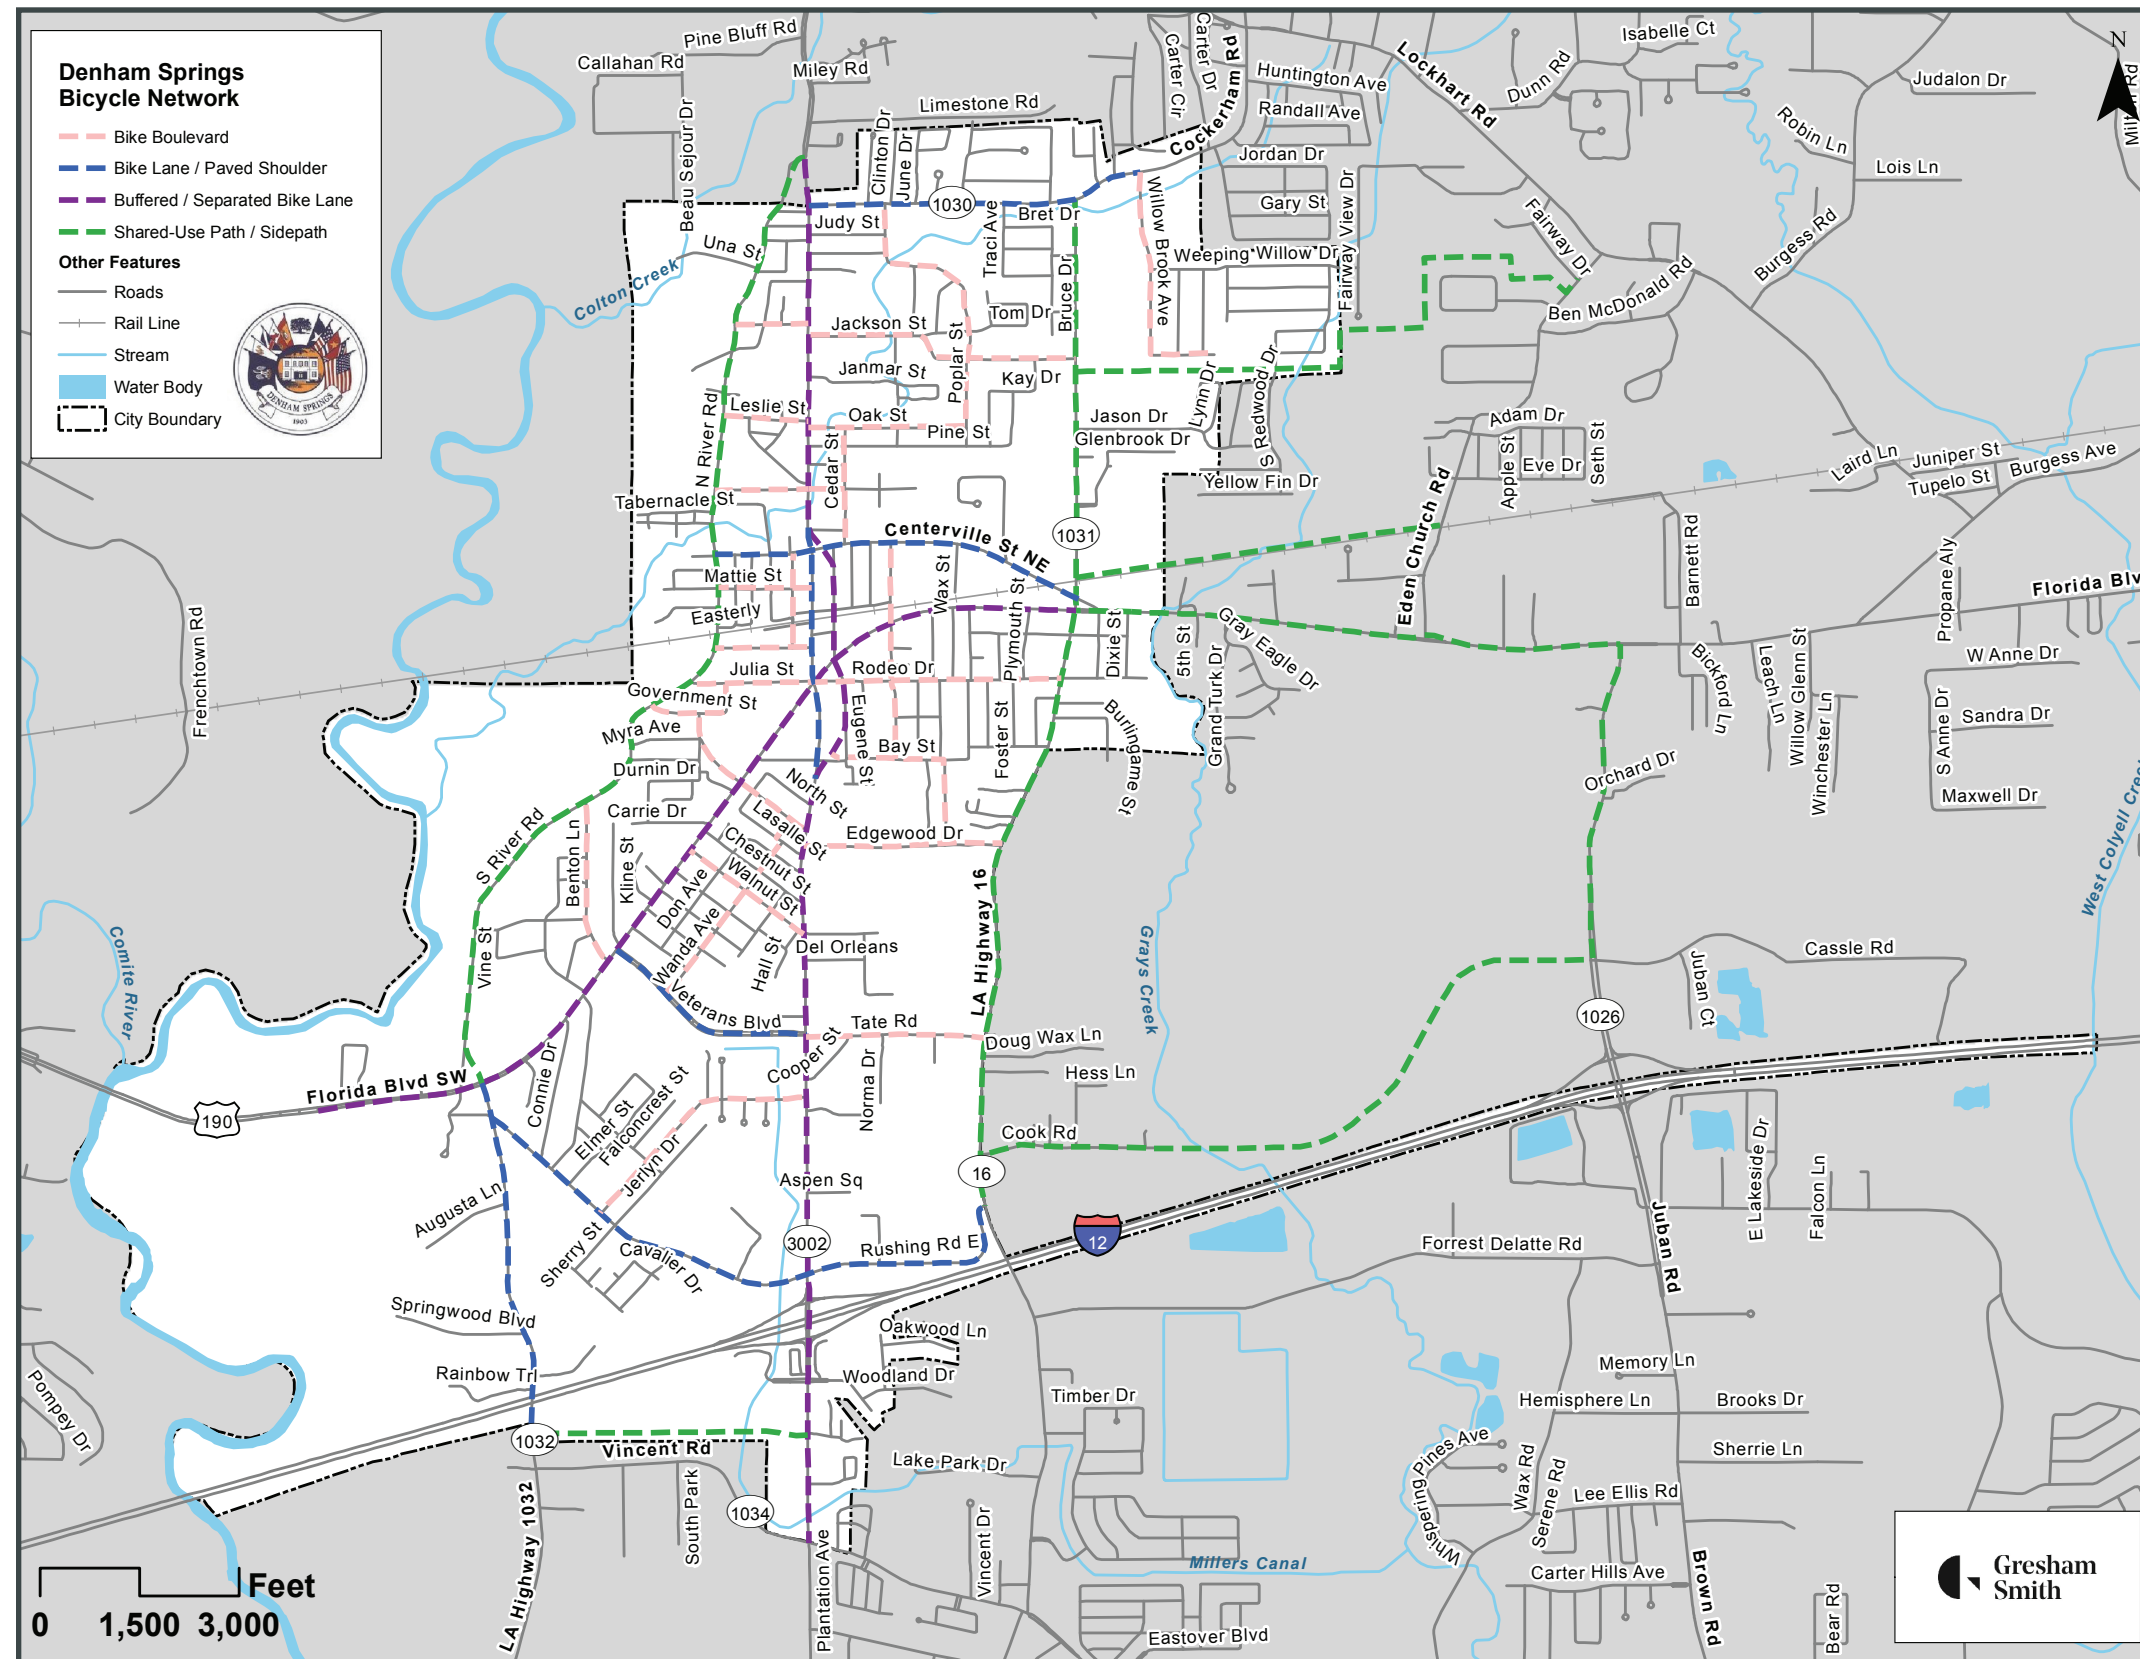 Denham Springs
Bicycle Network
Bike Boulevard
Bike Lane / Paved Shoulder
Buffered / Separated Bike Lane
Shared-Use Path / Sidepath
Other Features
Roads
Rail Line
Stream
Water Body
City Boundary
DENHAM SPRINGS
1903
Pine Bluff Rd
Callahan Rd
Miley Rd
Limestone Rd
Beau Sejour Dr
Clinton Dr
June Dr
Carter Cir
Carter Dr
Cockerham Rd
Huntington Ave
Randall Ave
Jordan Dr
Gary St
Lockhart Rd
Dunn Rd
Isabelle Ct
Judalon Dr
Robin Ln
Lois Ln
N
Burgess Rd
Fairway Dr
Ben McDonald Rd
Fairway View Dr
Weeping Willow Dr
Willow Brook Ave
1030
Judy St
Bret Dr
Traci Ave
Una St
Colton Creek
Tom Dr
Bruce Dr
Jackson St
Poplar St
Janmar St
Kay Dr
Leslie St
Oak St
Pine St
Jason Dr
Glenbrook Dr
Lynn Dr
S Redwood Dr
Yellow Fin Dr
N River Rd
Cedar St
Tabernacle St
Adam Dr
Apple St
Eve Dr
Seth St
Laird Ln
Juniper St
Tupelo St
Burgess Ave
Centerville St NE
1031
Eden Church Rd
Barnett Rd
Propane Aly
Florida Blv
Mattie St
Easterly
Wax St
Plymouth St
Dixie St
5th St
Gray Eagle Dr
Grand Turk Dr
Frenchtown Rd
Julia St
Rodeo Dr
Government St
Myra Ave
Eugene St
Bay St
Foster St
Burlingame St
Bickford Ln
Leach Ln
Willow Glenn St
Winchester Ln
W Anne Dr
S Anne Dr
Sandra Dr
Maxwell Dr
Orchard Dr
Durnin Dr
Carrie Dr
North St
Lasalle St
Chestnut St
Walnut St
Edgewood Dr
S River Rd
Benton Ln
Kline St
Don Ave
Wanda Ave
Hall St
Del Orleans
LA Highway 16
Grays Creek
West Colyell Cree
Vine St
Comite River
Veterans Blvd
Tate Rd
Doug Wax Ln
Cooper St
Norma Dr
Hess Ln
Cook Rd
Cassle Rd
Juban Ct
1026
Florida Blvd SW
190
Connie Dr
Elmer St
Falconcrest St
Jerlyn Dr
Aspen Sq
16
12
3002
Rushing Rd E
Augusta Ln
Sherry St
Cavalier Dr
Springwood Blvd
Rainbow Trl
Oakwood Ln
Woodland Dr
E Lakeside Dr
Falcon Ln
Juban Rd
Forrest Delatte Rd
Memory Ln
Hemisphere Ln
Brooks Dr
Sherrie Ln
Pompey Dr
1032
Vincent Rd
Lake Park Dr
Timber Dr
South Park
1034
LA Highway 1032
Plantation Ave
Vincent Dr
Millers Canal
Eastover Blvd
Whispering Pines Ave
Whisp
Wax Rd
Serene Rd
Lee Ellis Rd
Carter Hills Ave
Brown Rd
Bear Rd
Feet
0 1,500 3,000
Gresham
Smith